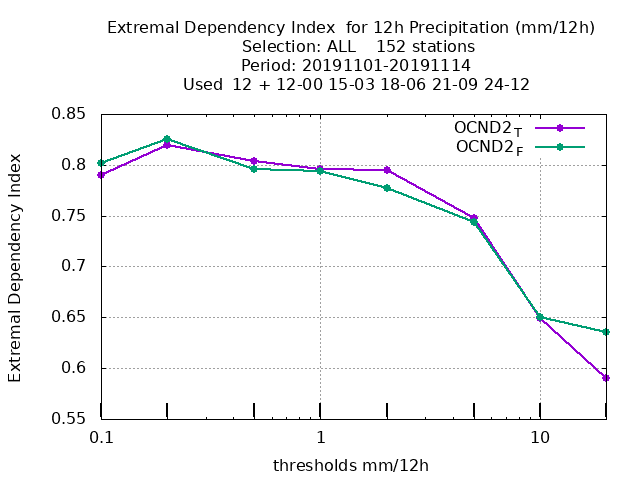 Extremal Dependency Index  for 12h Precipitation (mm/12h)
Selection: ALL    152 stations
Period: 20191101-20191114
Used  12 + 12-00 15-03 18-06 21-09 24-12
OCND2T
OCND2F
0.85
0.8
0.75
0.7
0.65
0.6
0.55
Extremal Dependency Index
0.1
1
10
thresholds mm/12h